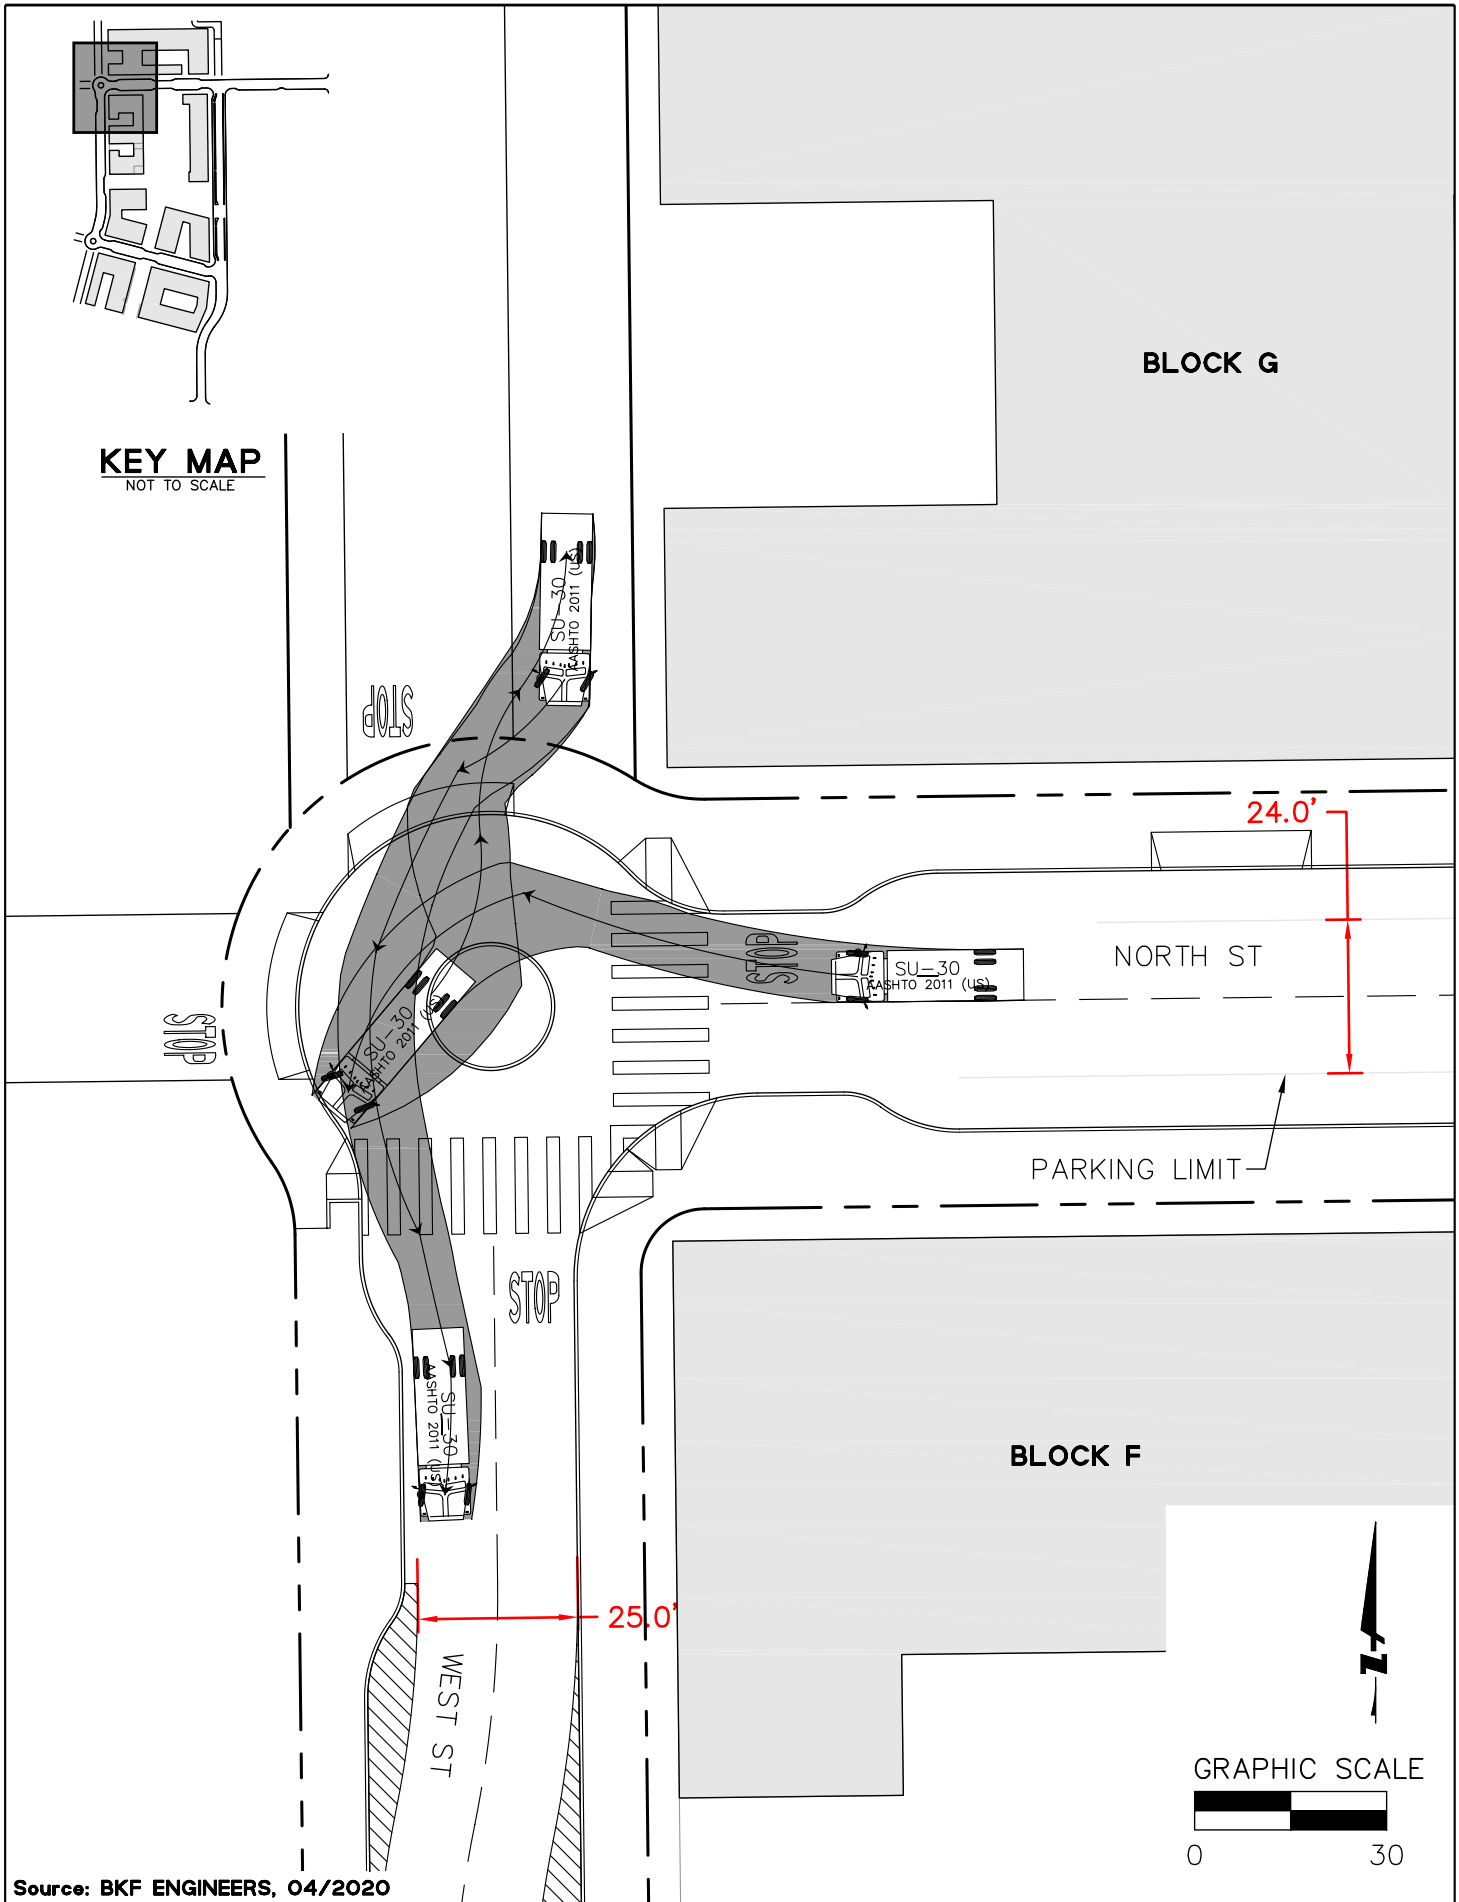 KEY MAP
NOT TO SCALE
BLOCK G
SU-30
AASHTO 2011 (US)
STOP
24.0'
NORTH ST
STOP
SU-30
AASHTO 2011 (US)
STOP
SU-30
AASHTO 2011 (US)
PARKING LIMIT
STOP
SU-30
AASHTO 2011 (US)
BLOCK F
25.0'
WEST ST
N
GRAPHIC SCALE
0 30
Source: BKF ENGINEERS, 04/2020